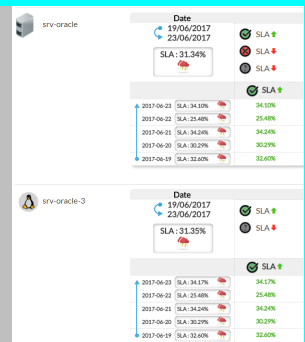 Date
srv-oracle
19/06/2017
23/06/2017
SLA
SLA : 31.34%
SLA
SLA
SLA
2017-06-23 SLA : 34.10% 34.10%
2017-06-22 SLA : 25.48% 25.48%
2017-06-21 SLA : 34.24% 34.24%
2017-06-20 SLA : 30.29% 30.29%
2017-06-19 SLA : 32.60% 32.60%
Date
srv-oracle-3
19/06/2017
23/06/2017
SLA
SLA
SLA : 31.35%
SLA
2017-06-23 SLA : 34.17% 34.17%
2017-06-22 SLA : 25.48% 25.48%
2017-06-21 SLA : 34.24% 34.24%
2017-06-20 SLA : 30.29% 30.29%
2017-06-19 SLA : 32.60% 32.60%